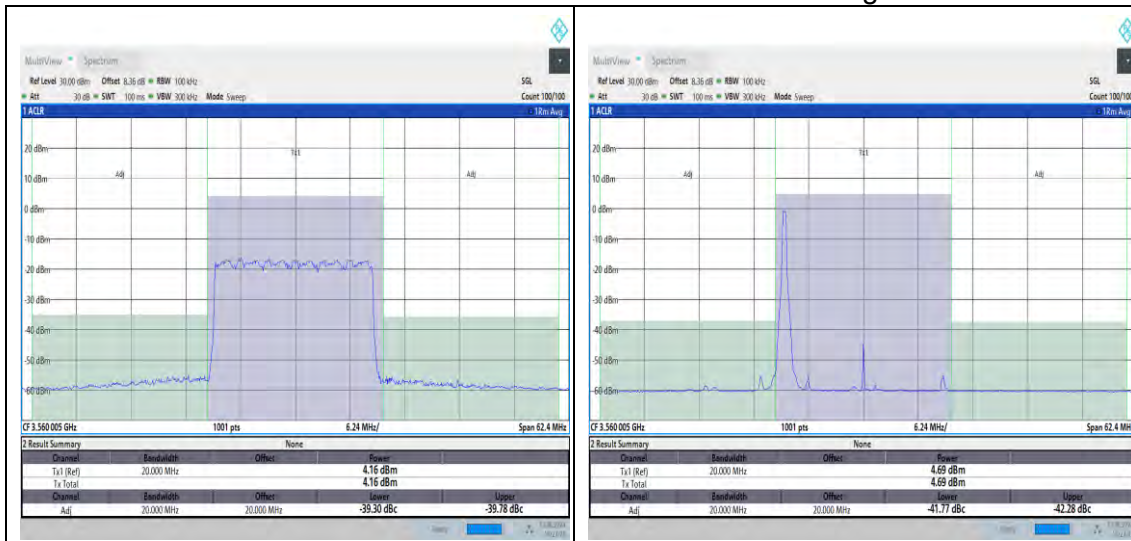 MultiView Spectrum
Ref Level 30.00 dBm Offset 8.36 dB RBW 100 kHz SGL
Att 30 dB SWT 100 ms VBW 300 kHz Mode Sweep Count 100/100
1 ACLR 1Rm Avg
20 dBm
Tx1
Adj Adj
10 dBm
0 dBm
-10 dBm
-20 dBm
-30 dBm
-40 dBm
-50 dBm
-60 dBm
CF 3.560 005 GHz 1001 pts 6.24 MHz/ Span 62.4 MHz
2 Result Summary None
Channel Bandwidth Offset Power
Tx1 (Ref) 20.000 MHz 4.16 dBm
Tx Total 4.16 dBm
Channel Bandwidth Offset Lower Upper
Adj 20.000 MHz 20.000 MHz -39.30 dBc -39.78 dBc
MultiView Spectrum
Ref Level 30.00 dBm Offset 8.36 dB RBW 100 kHz SGL
Att 30 dB SWT 100 ms VBW 300 kHz Mode Sweep Count 100/100
1 ACLR 1Rm Avg
20 dBm
Tx1
Adj Adj
10 dBm
0 dBm
-10 dBm
-20 dBm
-30 dBm
-40 dBm
-50 dBm
-60 dBm
CF 3.560 005 GHz 1001 pts 6.24 MHz/ Span 62.4 MHz
2 Result Summary None
Channel Bandwidth Offset Power
Tx1 (Ref) 20.000 MHz 4.69 dBm
Tx Total 4.69 dBm
Channel Bandwidth Offset Lower Upper
Adj 20.000 MHz 20.000 MHz -41.77 dBc -42.28 dBc